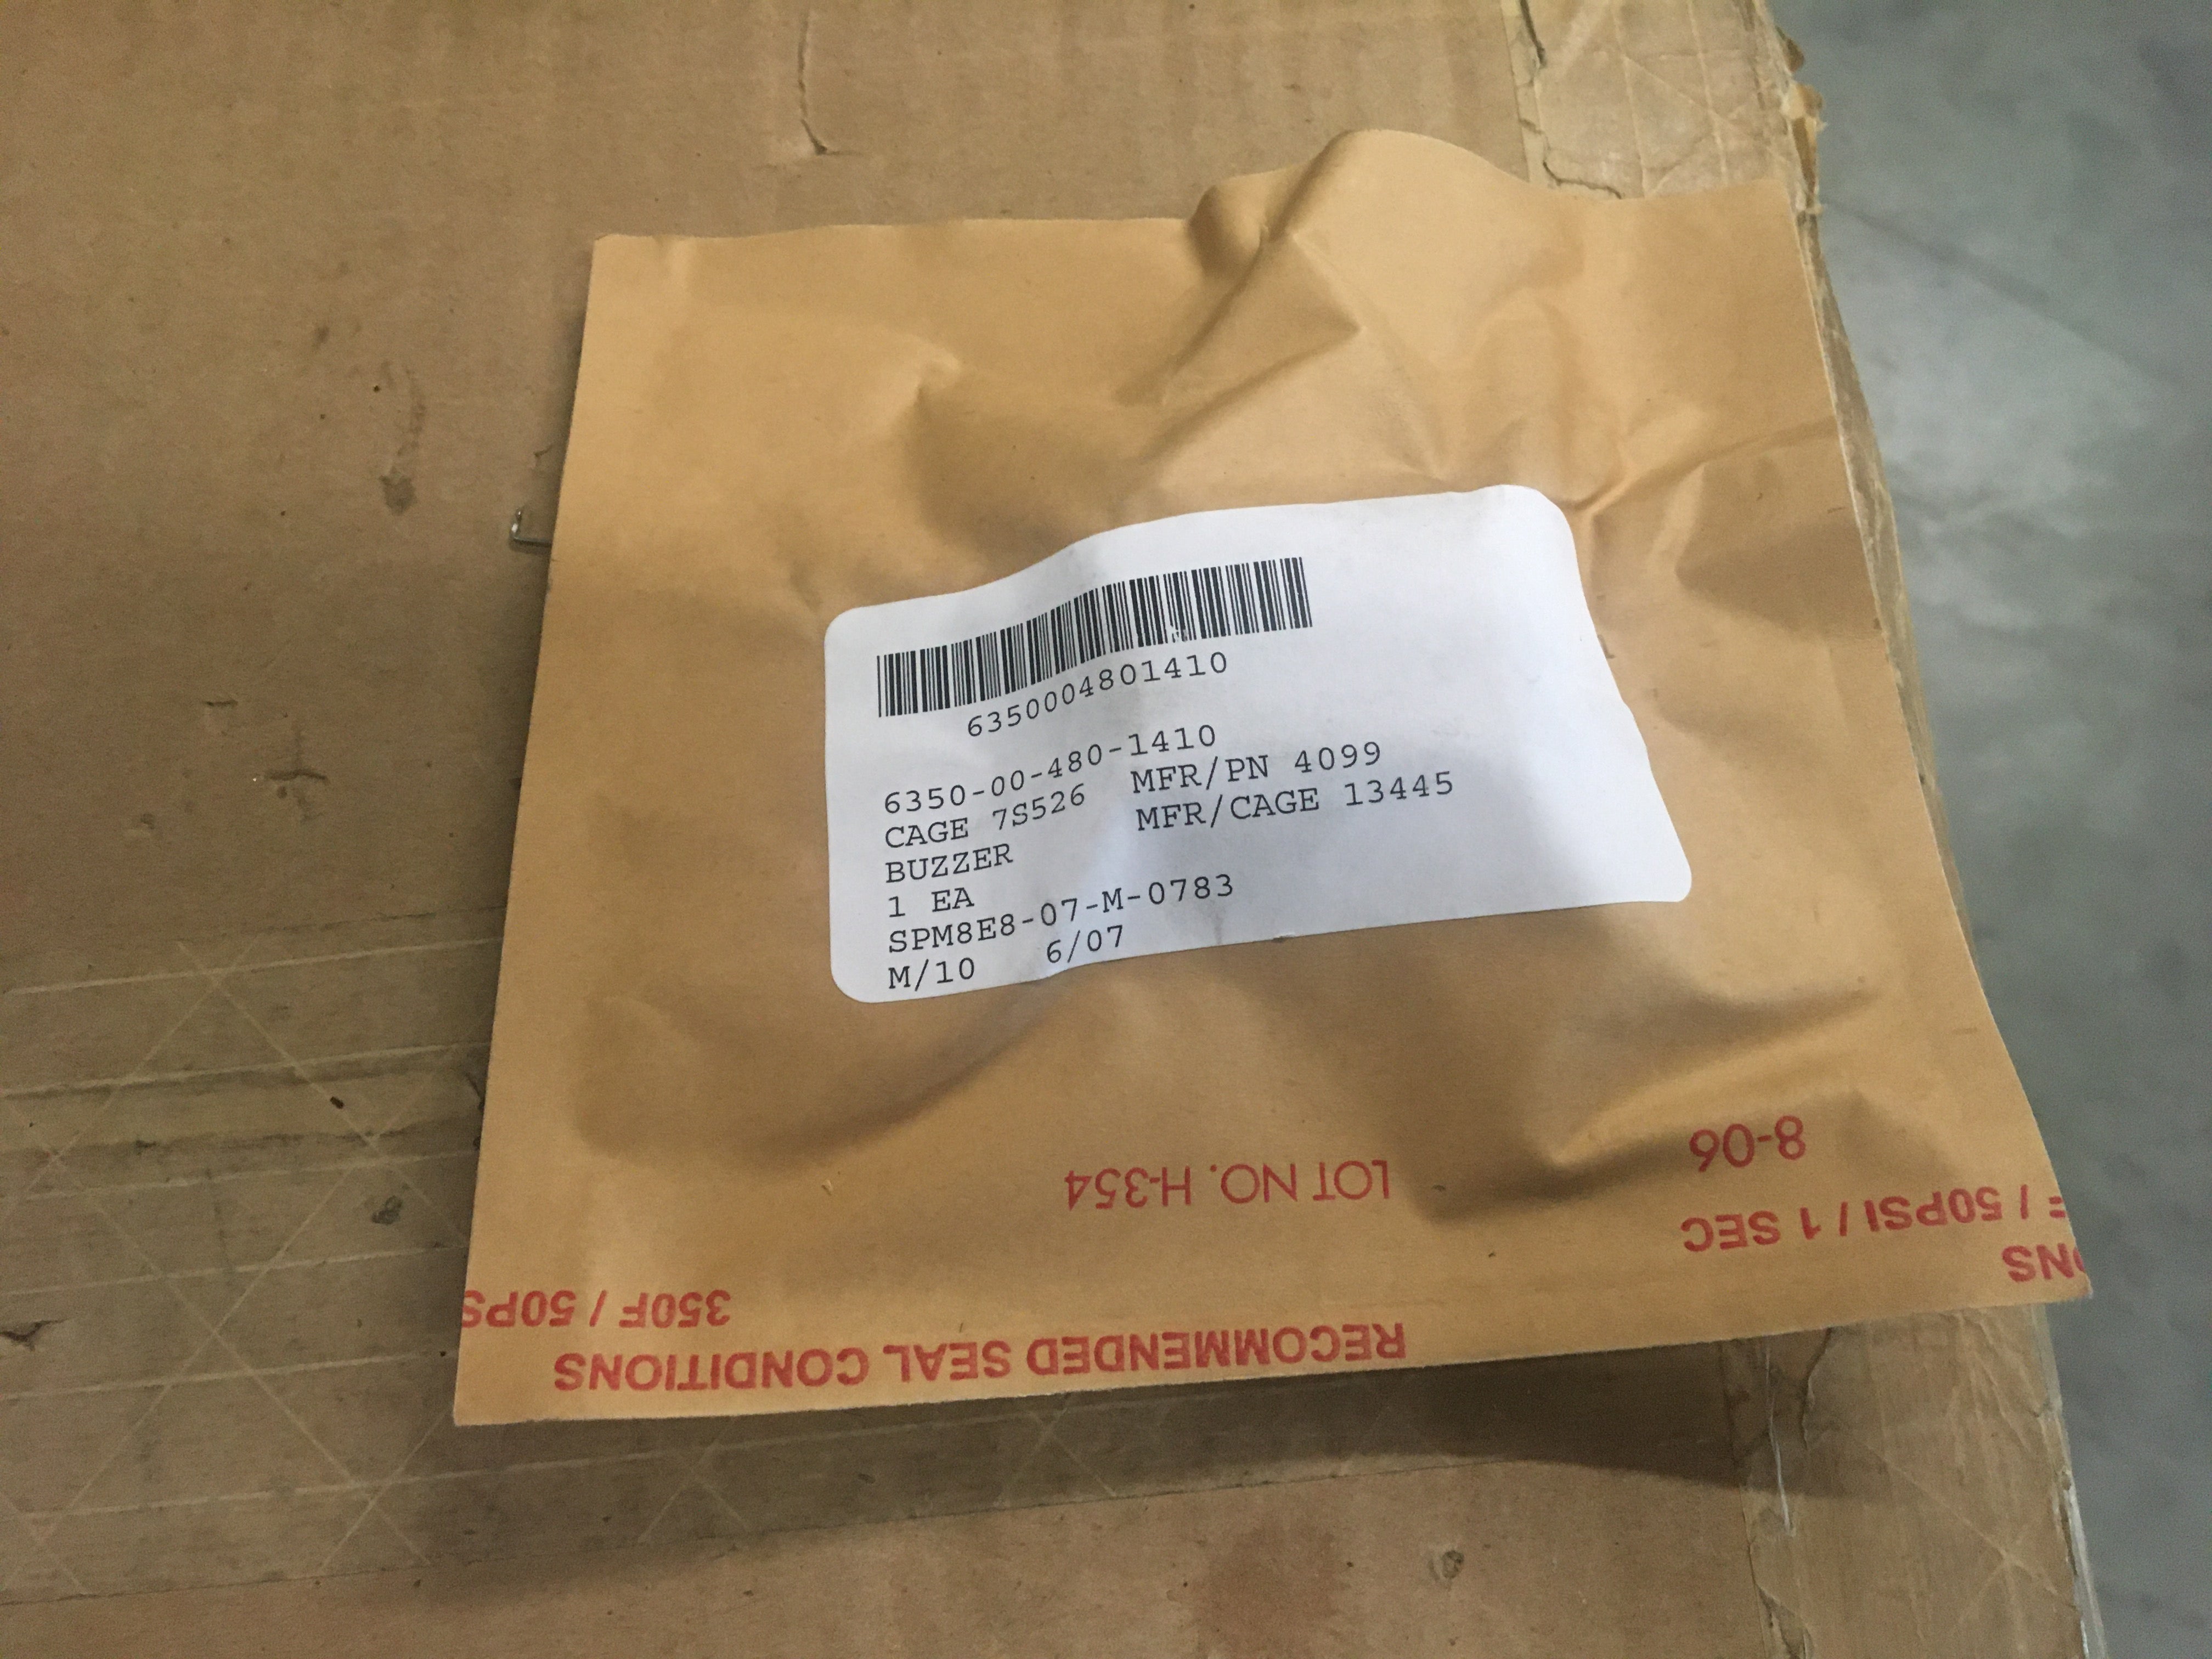 6350004801410
6350-00-480-1410
CAGE 7S526 MFR/PN 4099
BUZZER MFR/CAGE 13445
1 EA
SPM8E8-07-M-0783
M/10 6/07
8-06
LOT NO. H-354
/ 50PSI / 1 SEC
350F / 50PS
RECOMMENDED SEAL CONDITIONS
NS